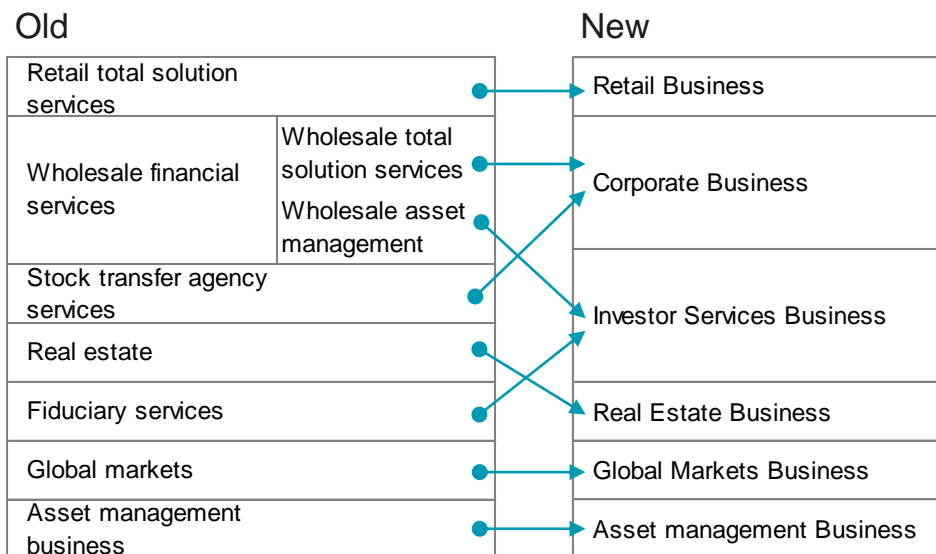 Old
New
Retail total solution
services
Retail Business
Wholesale financial
services
Wholesale total
solution services
Wholesale asset
management
Corporate Business
Stock transfer agency
services
Investor Services Business
Real estate
Fiduciary services
Real Estate Business
Global markets
Global Markets Business
Asset management
business
Asset management Business